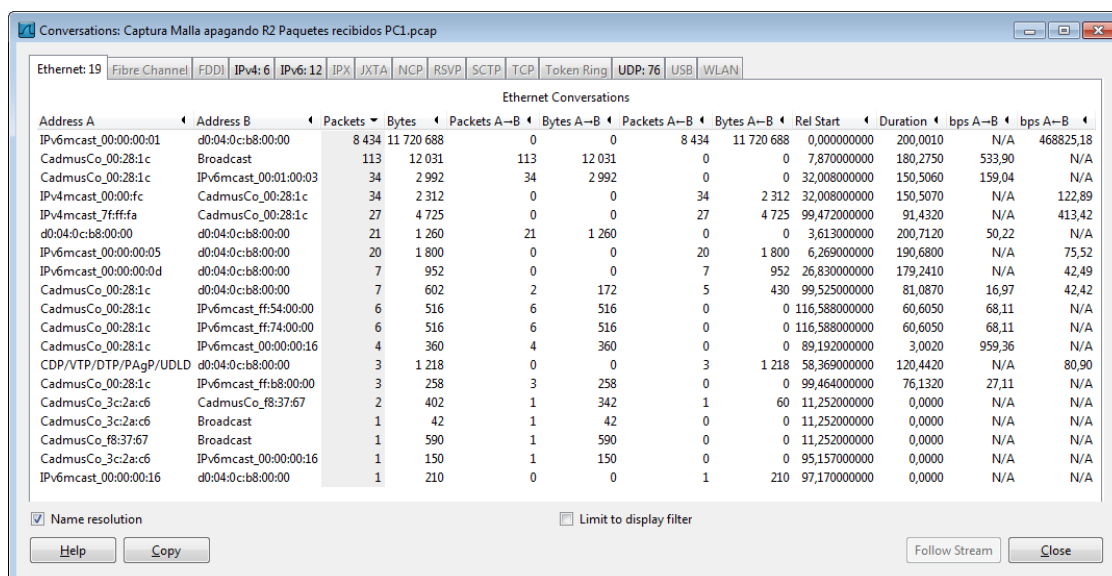 Conversations: Captura Malla apagando R2 Paquetes recibidos PC1.pcap
Ethernet: 19 Fibre Channel FDDI IPv4: 6 IPv6: 12 IPX JXTA NCP RSVP SCTP TCP Token Ring UDP: 76 USB WLAN
Ethernet Conversations
Address A Address B Packets Bytes Packets A→B Bytes A→B Packets A←B Bytes A←B Rel Start Duration bps A→B bps A←B
IPv6mcast_00:00:00:01 d0:04:0c:b8:00:00 8 434 11 720 688 0 0 8 434 11 720 688 0,000000000 200,0010 N/A 468825,18
CadmusCo_00:28:1c Broadcast 113 12 031 113 12 031 0 0 7,870000000 180,2750 533,90 N/A
CadmusCo_00:28:1c IPv6mcast_00:01:00:03 34 2 992 34 2 992 0 0 32,008000000 150,5060 159,04 N/A
IPv4mcast_00:00:fc CadmusCo_00:28:1c 34 2 312 0 0 34 2 312 32,008000000 150,5070 N/A 122,89
IPv4mcast_7f:ff:fa CadmusCo_00:28:1c 27 4 725 0 0 27 4 725 99,472000000 91,4320 N/A 413,42
d0:04:0c:b8:00:00 d0:04:0c:b8:00:00 21 1 260 21 1 260 0 0 3,613000000 200,7120 50,22 N/A
IPv6mcast_00:00:00:05 d0:04:0c:b8:00:00 20 1 800 0 0 20 1 800 6,269000000 190,6800 N/A 75,52
IPv6mcast_00:00:00:0d d0:04:0c:b8:00:00 7 952 0 0 7 952 26,830000000 179,2410 N/A 42,49
CadmusCo_00:28:1c d0:04:0c:b8:00:00 7 602 2 172 5 430 99,525000000 81,0870 16,97 42,42
CadmusCo_00:28:1c IPv6mcast_ff:54:00:00 6 516 6 516 0 0 116,588000000 60,6050 68,11 N/A
CadmusCo_00:28:1c IPv6mcast_ff:74:00:00 6 516 6 516 0 0 116,588000000 60,6050 68,11 N/A
CadmusCo_00:28:1c IPv6mcast_00:00:00:16 4 360 4 360 0 0 89,192000000 3,0020 959,36 N/A
CDP/VTP/DTP/PAgP/UDLD d0:04:0c:b8:00:00 3 1 218 0 0 3 1 218 58,369000000 120,4420 N/A 80,90
CadmusCo_00:28:1c IPv6mcast_ff:b8:00:00 3 258 3 258 0 0 99,464000000 76,1320 27,11 N/A
CadmusCo_3c:2a:c6 CadmusCo_f8:37:67 2 402 1 342 1 60 11,252000000 0,0000 N/A N/A
CadmusCo_3c:2a:c6 Broadcast 1 42 1 42 0 0 11,252000000 0,0000 N/A N/A
CadmusCo_f8:37:67 Broadcast 1 590 1 590 0 0 11,252000000 0,0000 N/A N/A
CadmusCo_3c:2a:c6 IPv6mcast_00:00:00:16 1 150 1 150 0 0 95,157000000 0,0000 N/A N/A
IPv6mcast_00:00:00:16 d0:04:0c:b8:00:00 1 210 0 0 1 210 97,170000000 0,0000 N/A N/A
Name resolution Limit to display filter
Help Copy Follow Stream Close